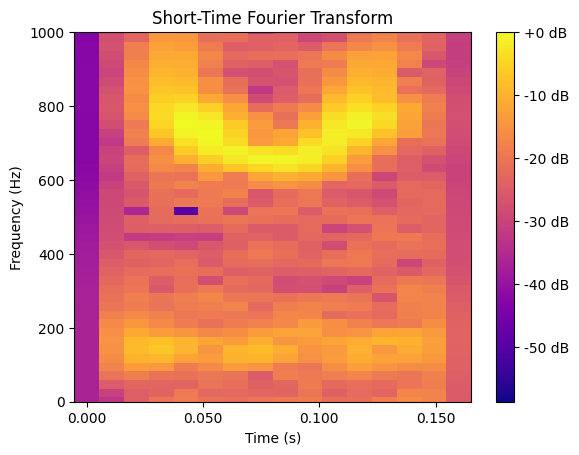 Short-Time Fourier Transform
Frequency (Hz)
1000
800
600
400
200
0
0.000
0.050
0.100
0.150
Time (s)
+0 dB
-10 dB
-20 dB
-30 dB
-40 dB
-50 dB